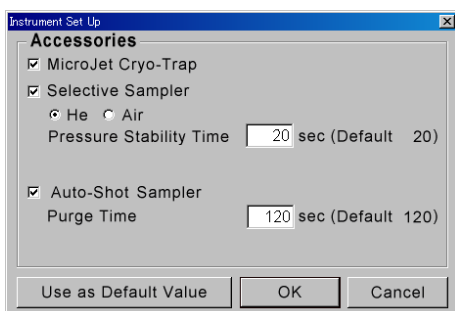 Instrument Set Up
Accessories
MicroJet Cryo-Trap
Selective Sampler
He Air
Pressure Stability Time 20 sec (Default 20)
Auto-Shot Sampler
Purge Time 120 sec (Default 120)
Use as Default Value OK Cancel